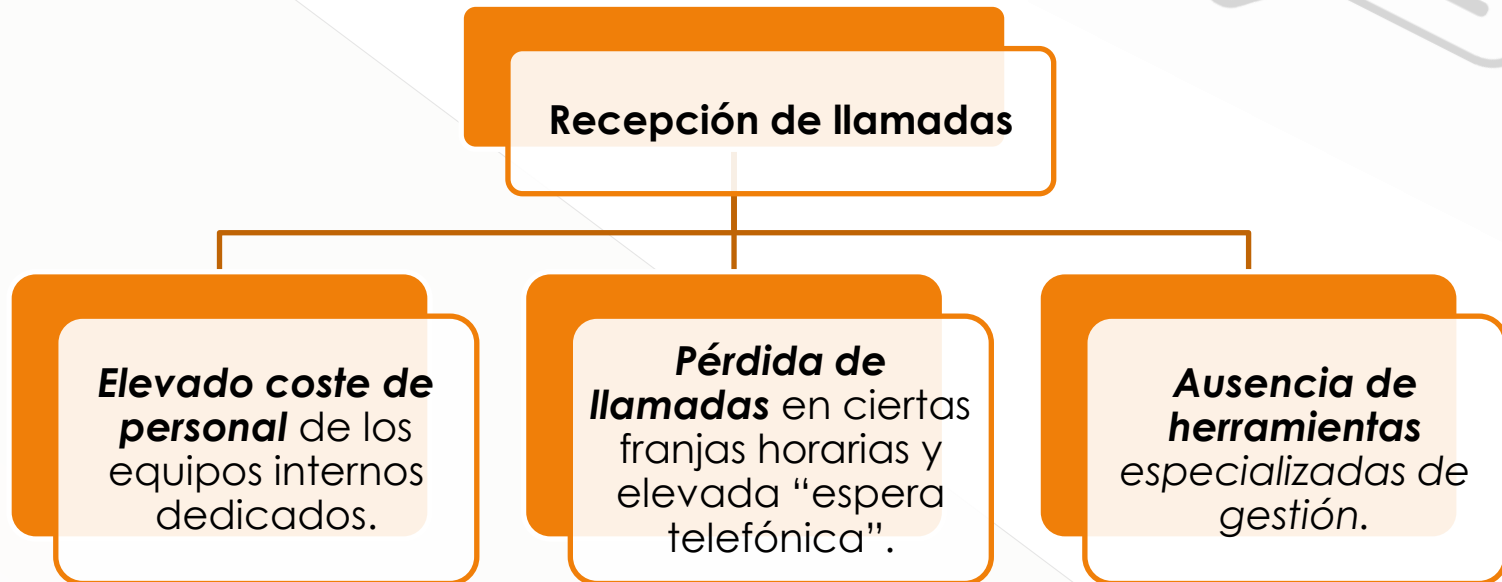 Recepción de llamadas
Elevado coste de
personal de los
equipos internos
dedicados.
Pérdida de
llamadas en ciertas
franjas horarias y
elevada “espera
telefónica”.
Ausencia de
herramientas
especializadas de
gestión.